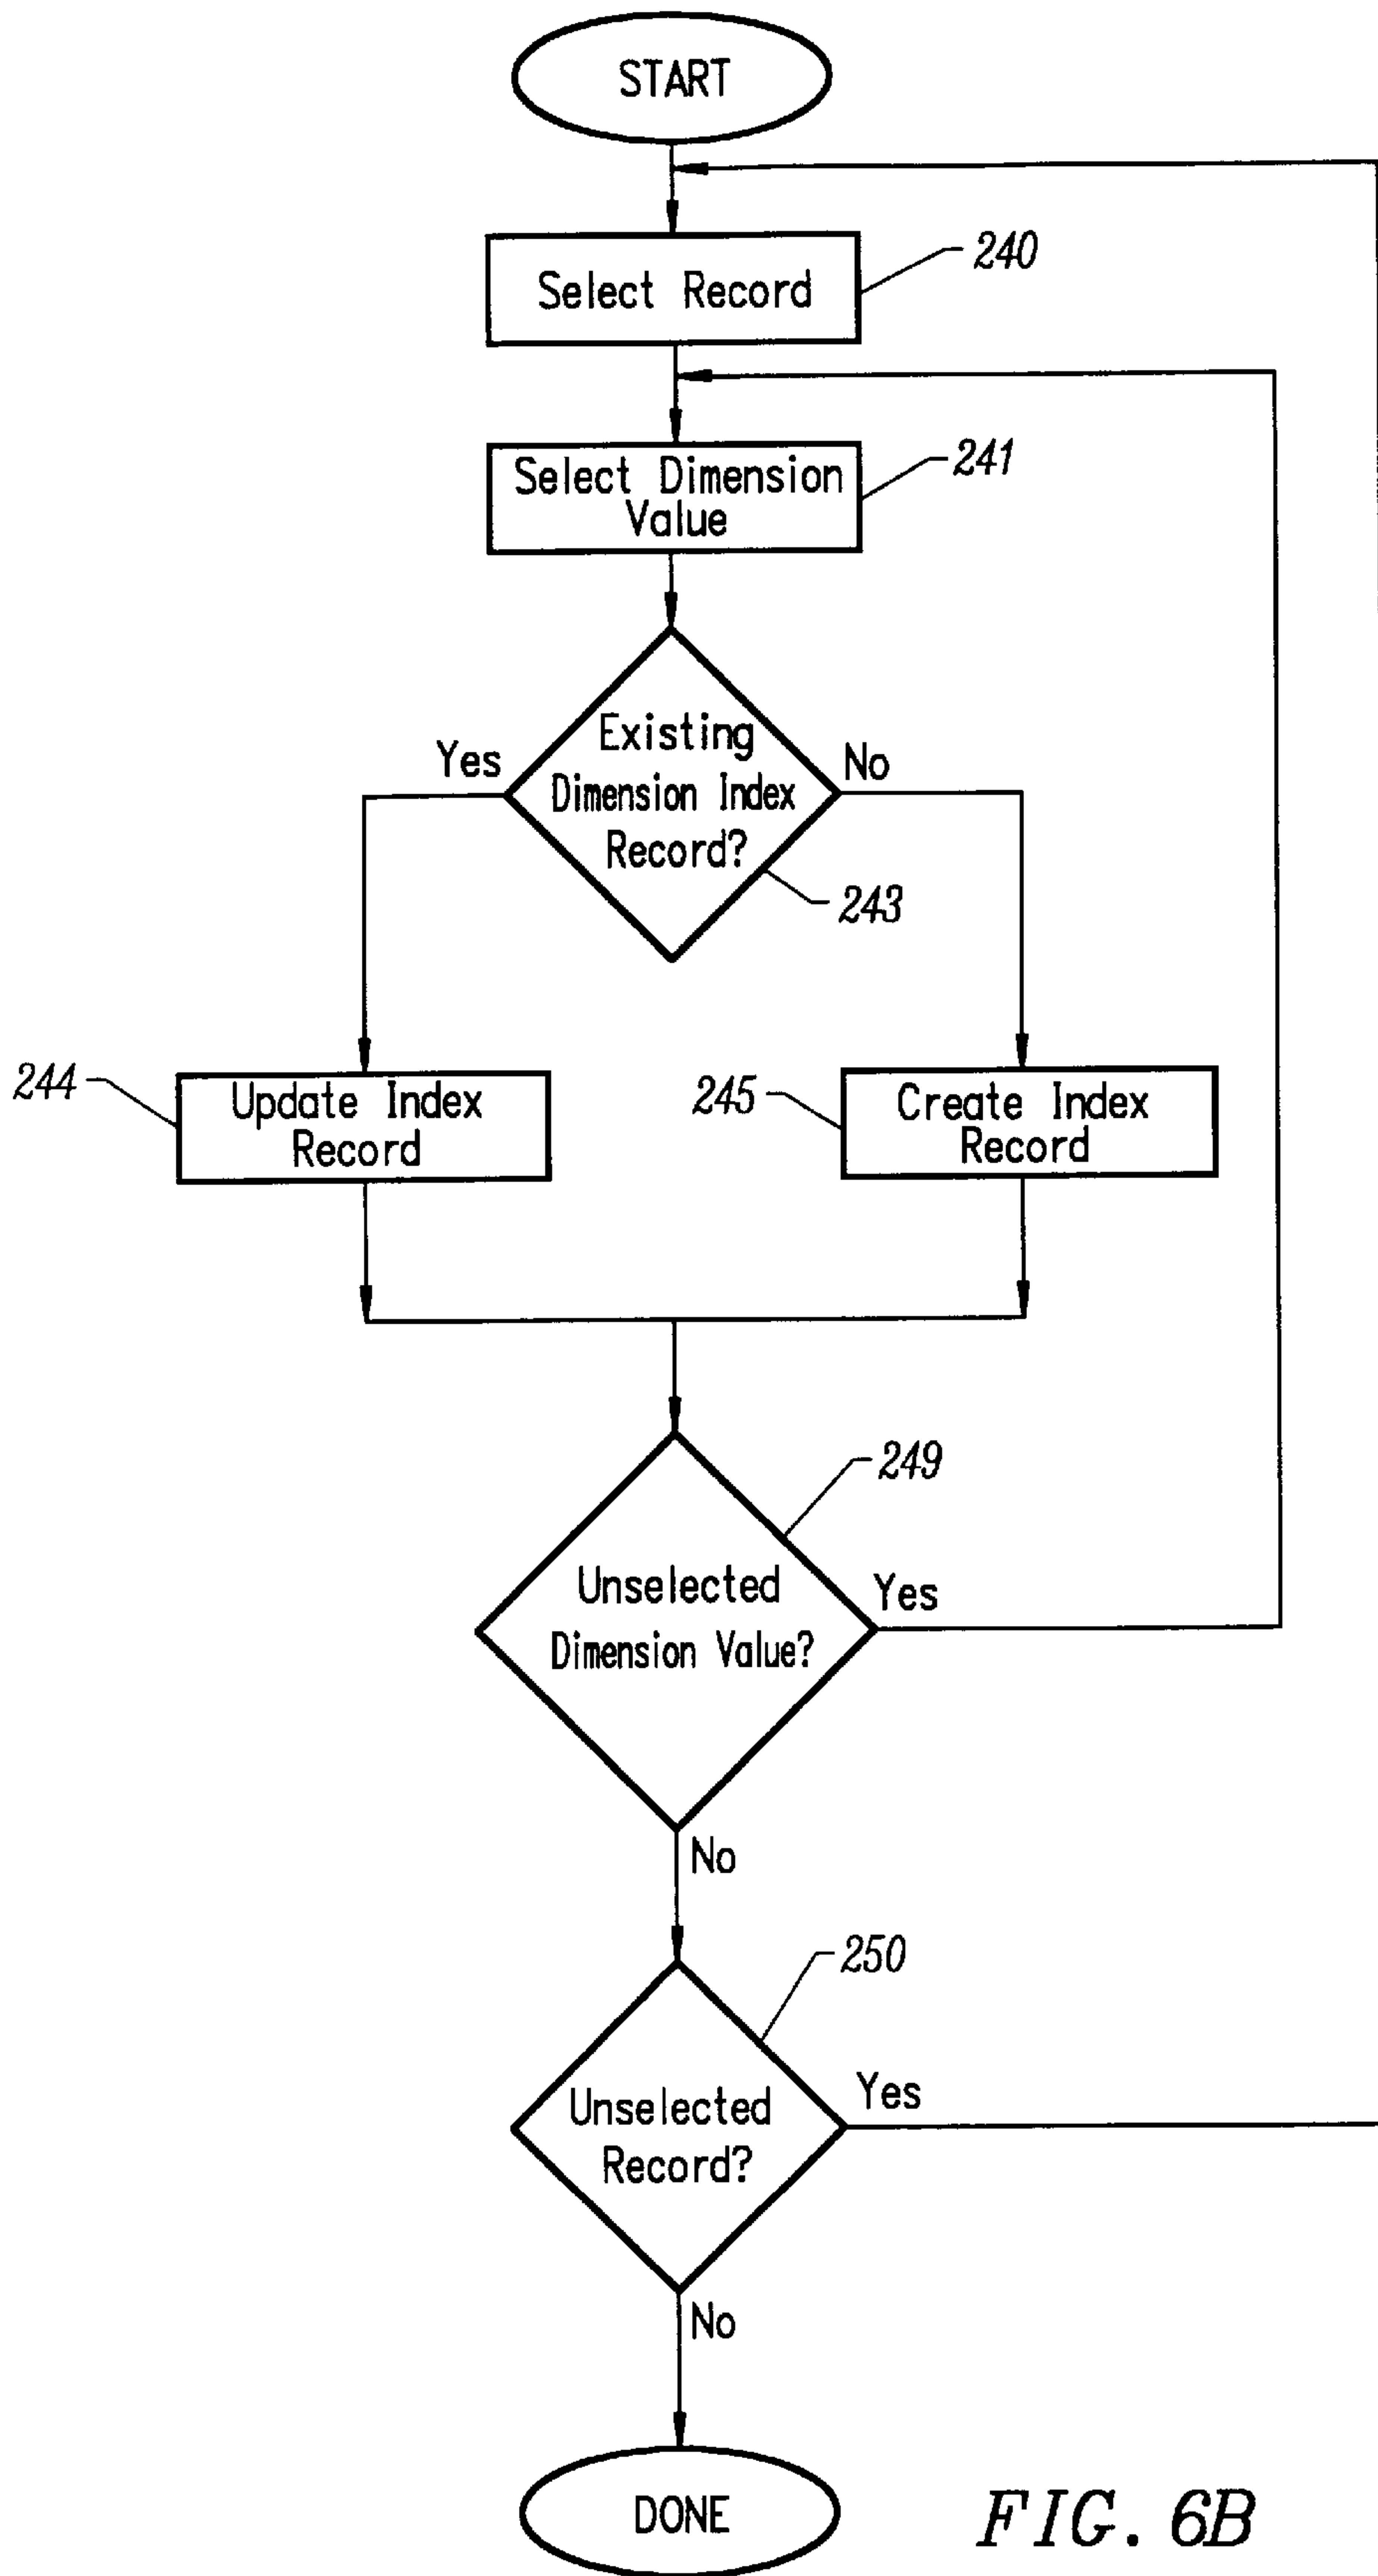 START
Select Record
240
Select Dimension
Value
241
Existing
Dimension Index
Record?
Yes
No
243
244
Update Index
Record
245
Create Index
Record
249
Unselected
Dimension Value?
Yes
No
250
Unselected
Record?
Yes
No
DONE
FIG. 6B